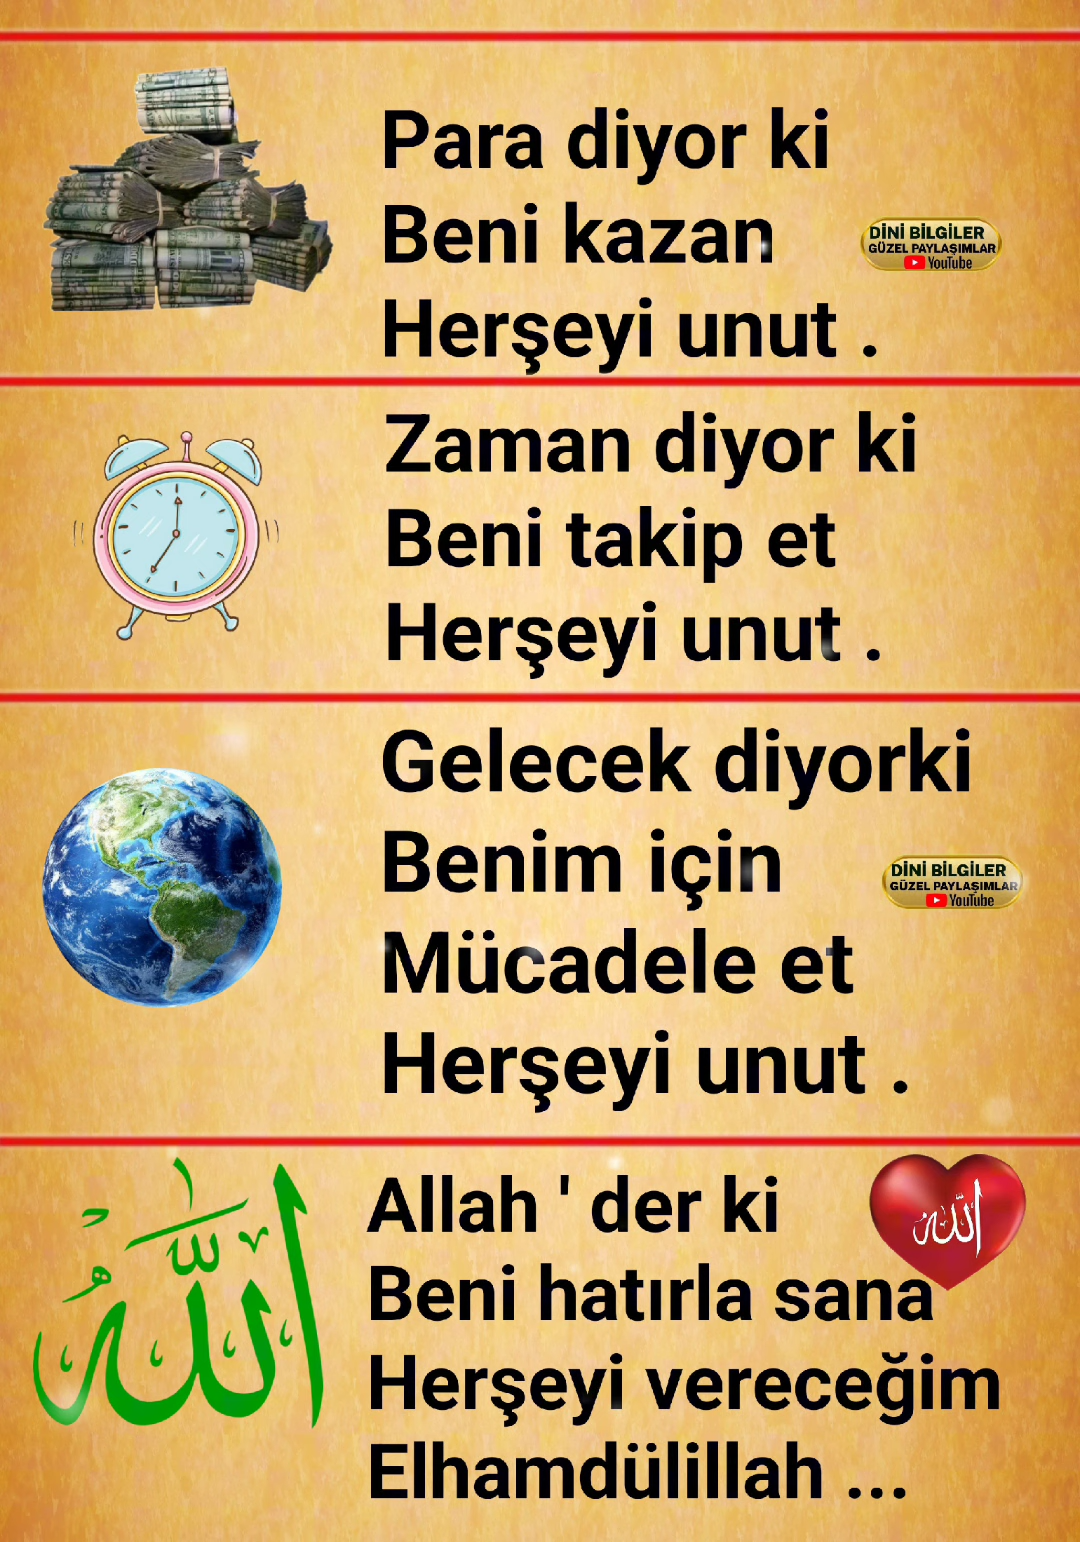 Para diyor ki
Beni kazan
Herşeyi unut .
DİNİ BİLGİLER
GÜZEL PAYLAŞIMLAR
YouTube
Zaman diyor ki
Beni takip et
Herşeyi unut .
Gelecek diyorki
Benim için
Mücadele et
Herşeyi unut .
DİNİ BİLGİLER
GÜZEL PAYLAŞIMLAR
YouTube
الله
Allah ' der ki
Beni hatırla sana
Herşeyi vereceğim
Elhamdülillah ...
الله